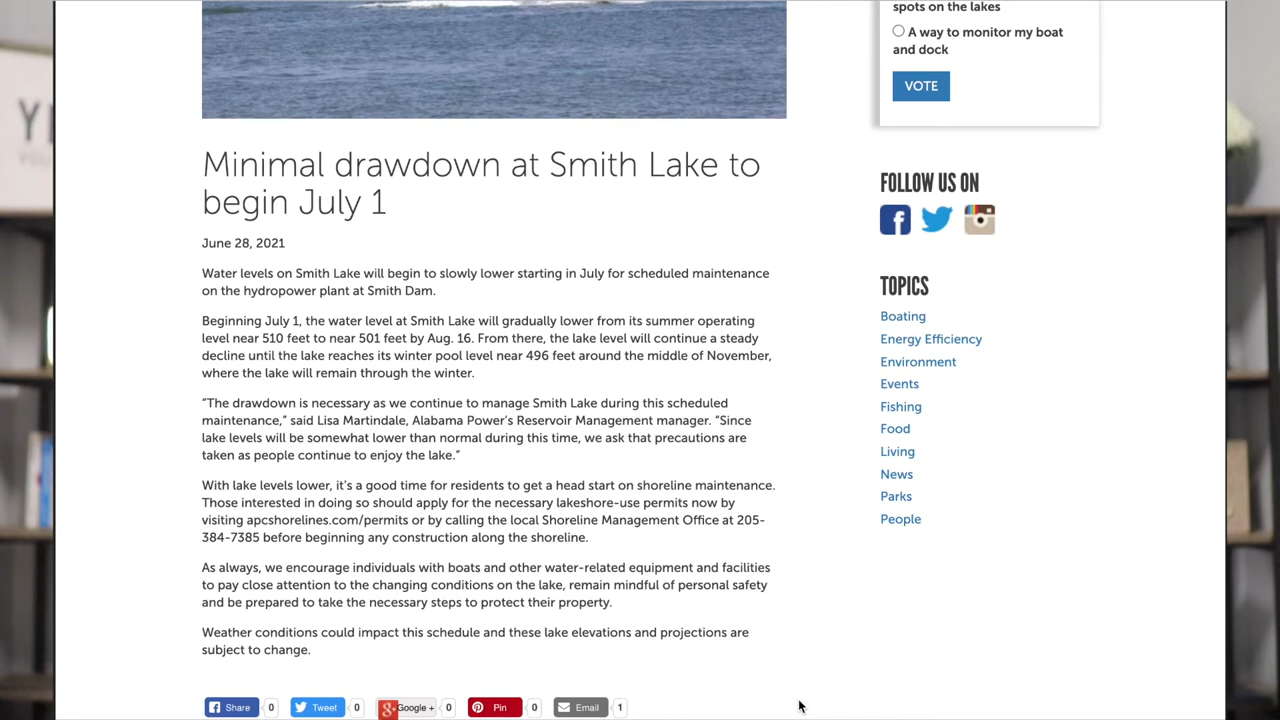 spots on the lakes
A way to monitor my boat
and dock
VOTE
Minimal drawdown at Smith Lake to
begin July 1
FOLLOW US ON
June 28, 2021
Water levels on Smith Lake will begin to slowly lower starting in July for scheduled maintenance
on the hydropower plant at Smith Dam.
Beginning July 1, the water level at Smith Lake will gradually lower from its summer operating
level near 510 feet to near 501 feet by Aug. 16. From there, the lake level will continue a steady
decline until the lake reaches its winter pool level near 496 feet around the middle of November,
where the lake will remain through the winter.
“The drawdown is necessary as we continue to manage Smith Lake during this scheduled
maintenance,” said Lisa Martindale, Alabama Power’s Reservoir Management manager. “Since
lake levels will be somewhat lower than normal during this time, we ask that precautions are
taken as people continue to enjoy the lake.”
With lake levels lower, it’s a good time for residents to get a head start on shoreline maintenance.
Those interested in doing so should apply for the necessary lakeshore-use permits now by
visiting apcshorelines.com/permits or by calling the local Shoreline Management Office at 205-
384-7385 before beginning any construction along the shoreline.
As always, we encourage individuals with boats and other water-related equipment and facilities
to pay close attention to the changing conditions on the lake, remain mindful of personal safety
and be prepared to take the necessary steps to protect their property.
Weather conditions could impact this schedule and these lake elevations and projections are
subject to change.
TOPICS
Boating
Energy Efficiency
Environment
Events
Fishing
Food
Living
News
Parks
People
Share 0 Tweet 0 Google + 0 Pin 0 Email 1